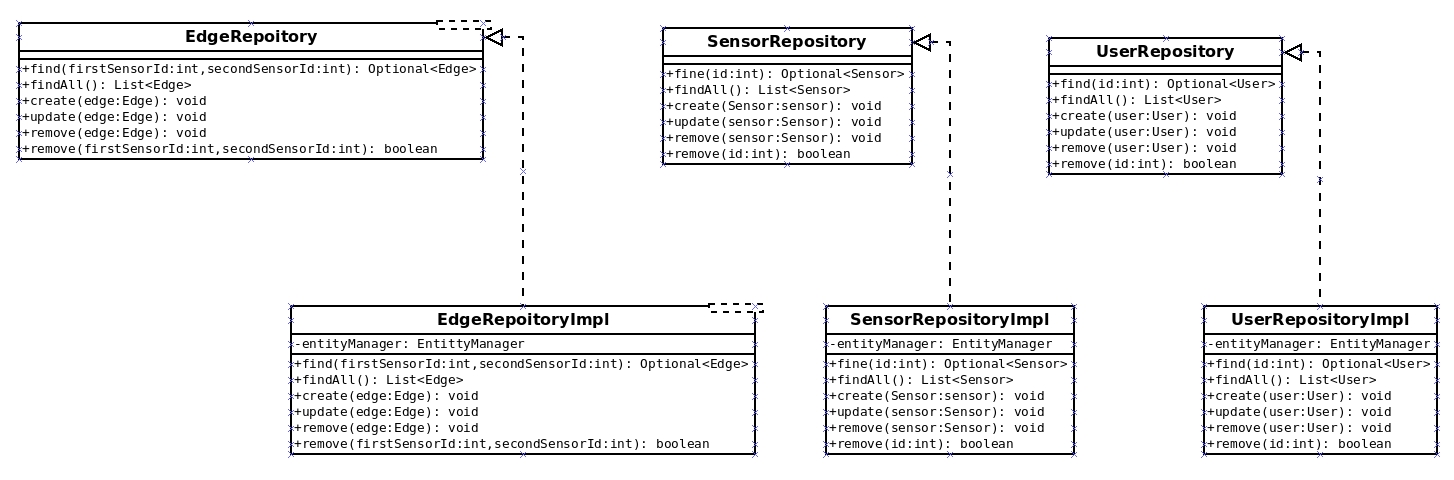 EdgeRepoitory
+find(firstSensorId:int,secondSensorId:int): Optional<Edge>
+findAll(): List<Edge>
+create(edge:Edge): void
+update(edge:Edge): void
+remove(edge:Edge): void
+remove(firstSensorId:int,secondSensorId:int): boolean
SensorRepository
+fine(id:int): Optional<Sensor>
+findAll(): List<Sensor>
+create(Sensor:sensor): void
+update(sensor:Sensor): void
+remove(sensor:Sensor): void
+remove(id:int): boolean
UserRepository
+find(id:int): Optional<User>
+findAll(): List<User>
+create(user:User): void
+update(user:User): void
+remove(user:User): void
+remove(id:int): boolean
EdgeRepoitoryImpl
-entityManager: EntittyManager
+find(firstSensorId:int,secondSensorId:int): Optional<Edge>
+findAll(): List<Edge>
+create(edge:Edge): void
+update(edge:Edge): void
+remove(edge:Edge): void
+remove(firstSensorId:int,secondSensorId:int): boolean
SensorRepositoryImpl
-entityManager: EntityManager
+fine(id:int): Optional<Sensor>
+findAll(): List<Sensor>
+create(Sensor:sensor): void
+update(sensor:Sensor): void
+remove(sensor:Sensor): void
+remove(id:int): boolean
UserRepositoryImpl
-entityManager: EntityManager
+find(id:int): Optional<User>
+findAll(): List<User>
+create(user:User): void
+update(user:User): void
+remove(user:User): void
+remove(id:int): boolean